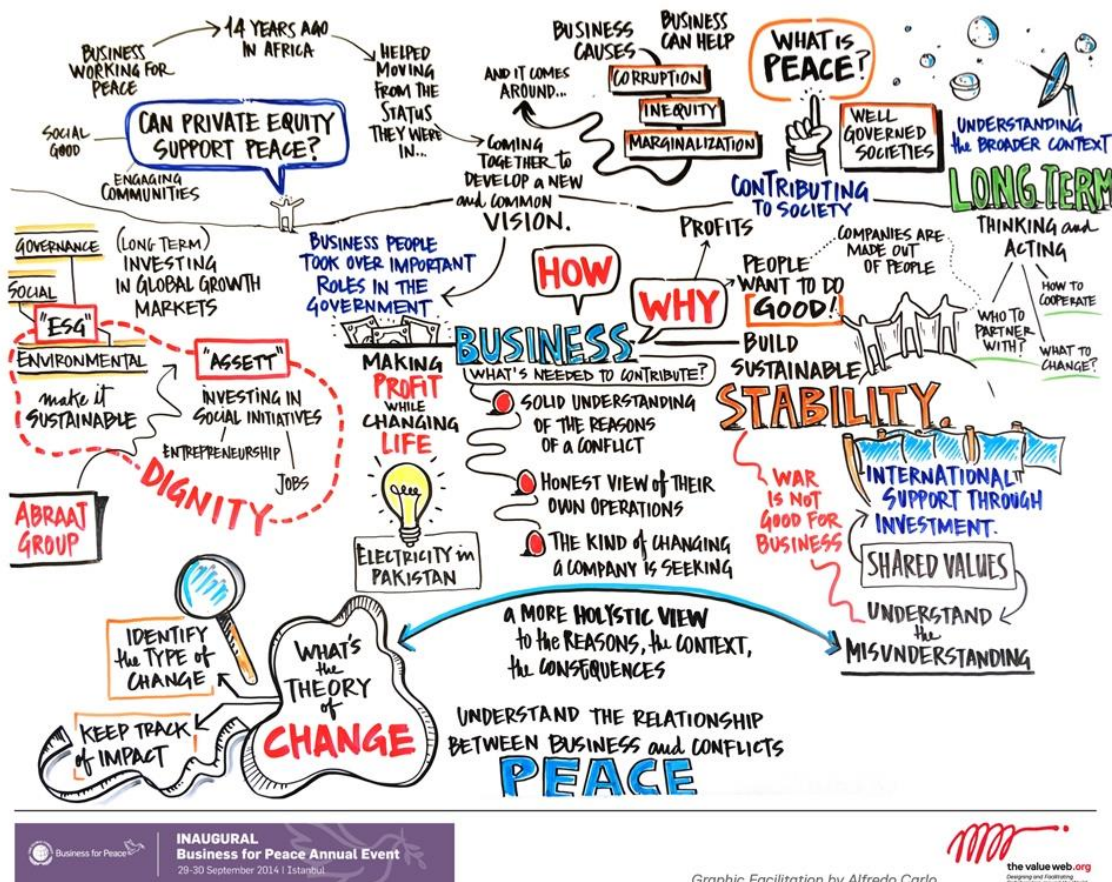 BUSINESS
WORKING FOR
PEACE
14 YEARS AGO
IN AFRICA
HELPED
MOVING
FROM THE
STATUS
THEY WERE
IN...
SOCIAL
GOOD
CAN PRIVATE EQUITY
SUPPORT PEACE?
ENGAGING
COMMUNITIES
COMING
TOGETHER to
DEVELOP a NEW
and COMMON
VISION.
AND IT COMES
AROUND...
BUSINESS
CAUSES
BUSINESS
CAN HELP
CORRUPTION
INEQUITY
MARGINALIZATION
WHAT IS
PEACE?
WELL
GOVERNED
SOCIETIES
CONTRIBUTING
TO SOCIETY
UNDERSTANDING
the BROADER CONTEXT
LONG TERM
THINKING and
ACTING
HOW TO
COOPERATE
WHO TO
PARTNER
WITH?
WHAT TO
CHANGE?
GOVERNANCE
SOCIAL
"ESG"
ENVIRONMENTAL
make it
SUSTAINABLE
(LONG TERM)
INVESTING
IN GLOBAL GROWTH
MARKETS
"ASSETT"
INVESTING IN
SOCIAL INITIATIVES
ENTREPRENEURSHIP
JOBS
DIGNITY
ABRAAJ
GROUP
BUSINESS PEOPLE
TOOK OVER IMPORTANT
ROLES IN THE
GOVERNMENT
MAKING
PROFIT
WHILE
CHANGING
LIFE
ELECTRICITY in
PAKISTAN
HOW
WHY
PROFITS
PEOPLE
WANT TO DO
GOOD!
COMPANIES ARE
MADE OUT
OF PEOPLE
BUSINESS
WHAT'S NEEDED TO CONTRIBUTE?
SOLID UNDERSTANDING
OF THE REASONS
OF A CONFLICT
HONEST VIEW of THEIR
OWN OPERATIONS
THE KIND of CHANGING
A COMPANY IS SEEKING
BUILD
SUSTAINABLE
STABILITY.
WAR
IS NOT
GOOD FOR
BUSINESS
INTERNATIONAL
SUPPORT THROUGH
INVESTMENT.
SHARED VALUES
UNDERSTAND
the
MISUNDERSTANDING
a MORE HOLISTIC VIEW
to the REASONS, the CONTEXT,
the CONSEQUENCES
IDENTIFY
the TYPE of
CHANGE
KEEP TRACK
of IMPACT
WHAT'S
the
THEORY
of
CHANGE
UNDERSTAND THE RELATIONSHIP
BETWEEN BUSINESS and CONFLICTS
PEACE
Business for Peace
INAUGURAL
Business for Peace Annual Event
29-30 September 2014 | Istanbul
Graphic Facilitation by Alfredo Carlo
the value web.org
Designing and Facilitating